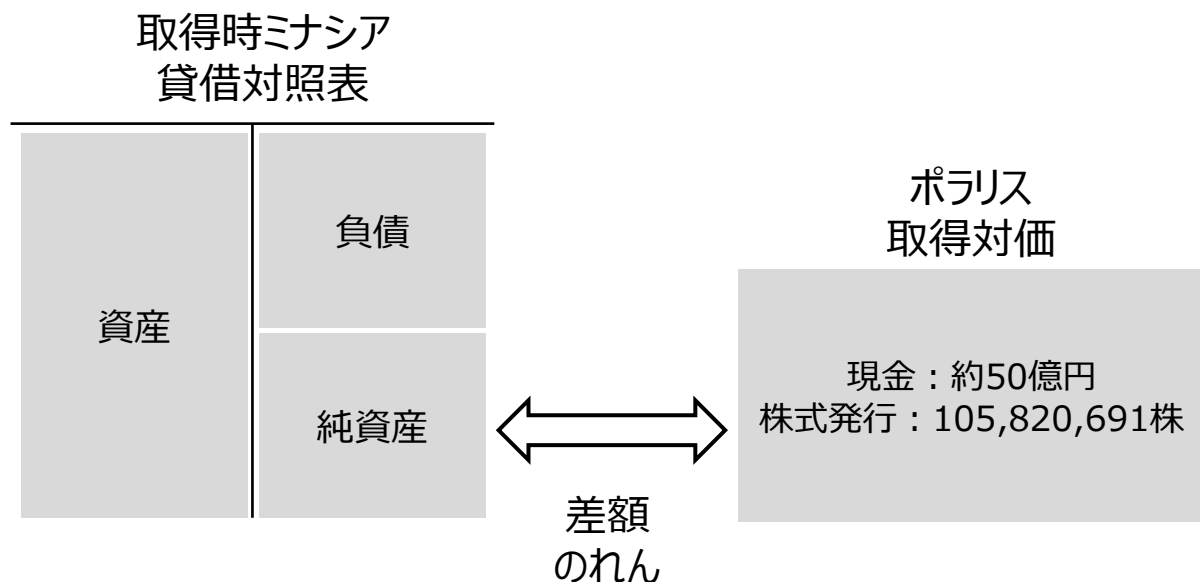 取得時ミナシア
貸借対照表
資産
負債
純資産
差額
のれん
ポラリス
取得対価
現金：約50億円
株式発行：105,820,691株